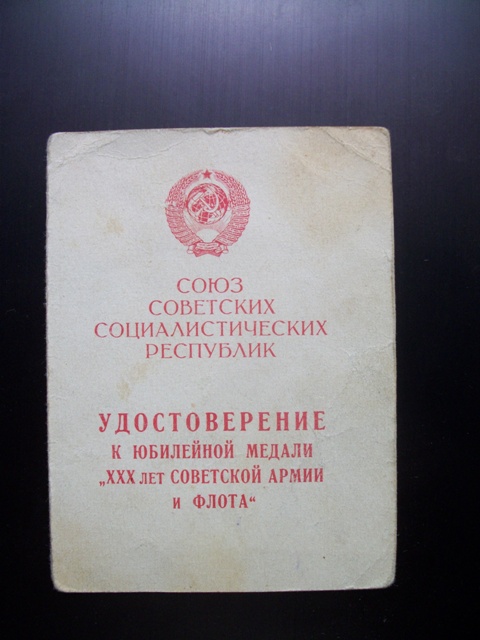 СОЮЗ
СОВЕТСКИХ
СОЦИАЛИСТИЧЕСКИХ
РЕСПУБЛИК
УДОСТОВЕРЕНИЕ
К ЮБИЛЕЙНОЙ МЕДАЛИ
„XXX ЛЕТ СОВЕТСКОЙ АРМИИ
И ФЛОТА“